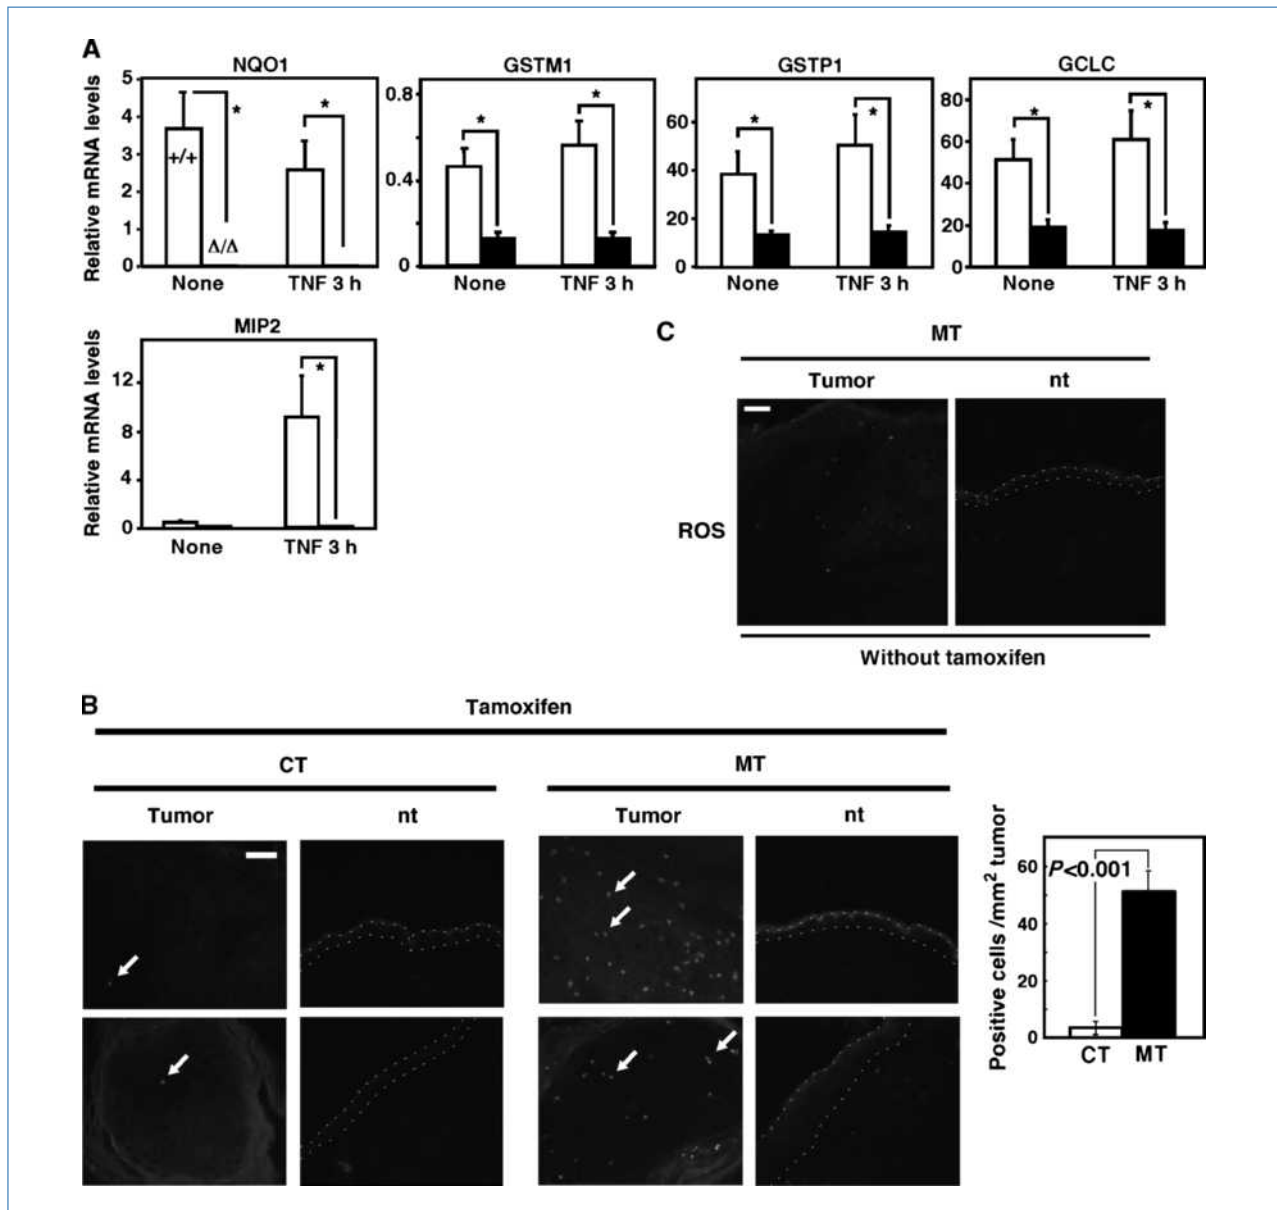 A
NQO1
GSTM1
GSTP1
GCLC
Relative mRNA levels
5
4
3
2
1
0
+/+
Δ/Δ
*
*
None
TNF 3 h
0.8
0.4
0
*
*
None
TNF 3 h
60
40
20
0
*
*
None
TNF 3 h
80
60
40
20
0
*
*
None
TNF 3 h
MIP2
Relative mRNA levels
12
8
4
0
*
None
TNF 3 h
C
MT
Tumor
nt
ROS
Without tamoxifen
B
Tamoxifen
CT
MT
Tumor
nt
Tumor
nt
Positive cells /mm² tumor
60
40
20
0
P<0.001
CT
MT